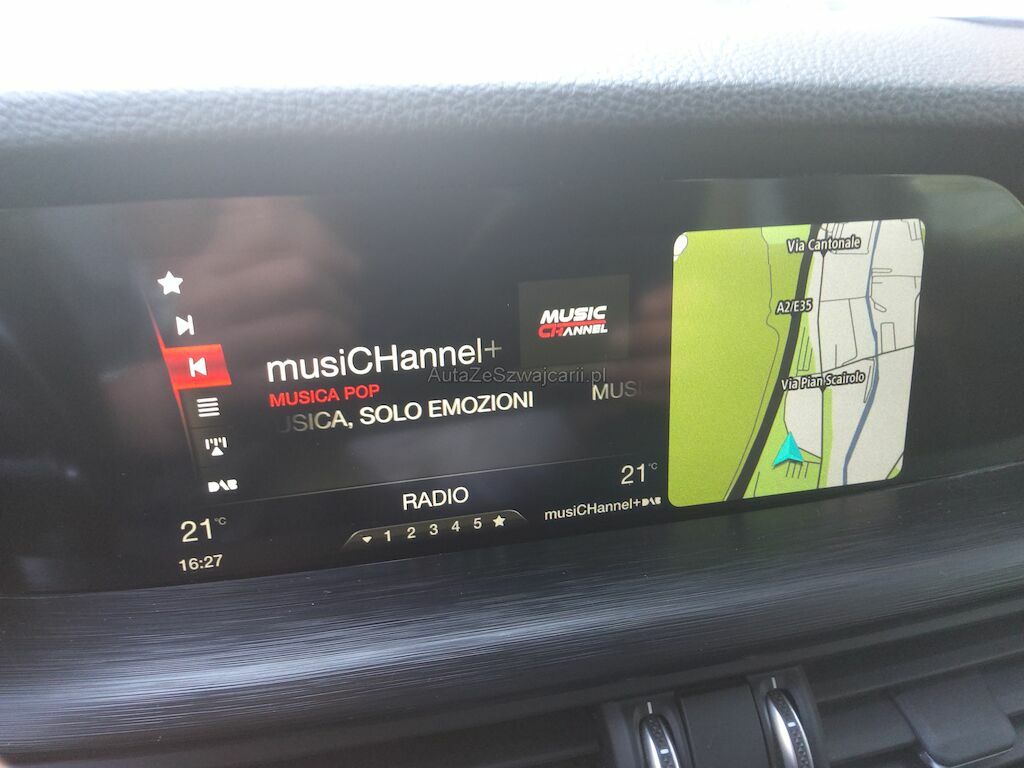 MUSIC
CHANNEL
musiCHannel+
AutaZeSzwajcarii.pl
MUSICA POP
USICA, SOLO EMOZIONI MUSI
DAB
RADIO
1 2 3 4 5
21°C
16:27
21°C
musiCHannel+DAB
Via Cantonale
A2/E35
Via Pian Scairolo